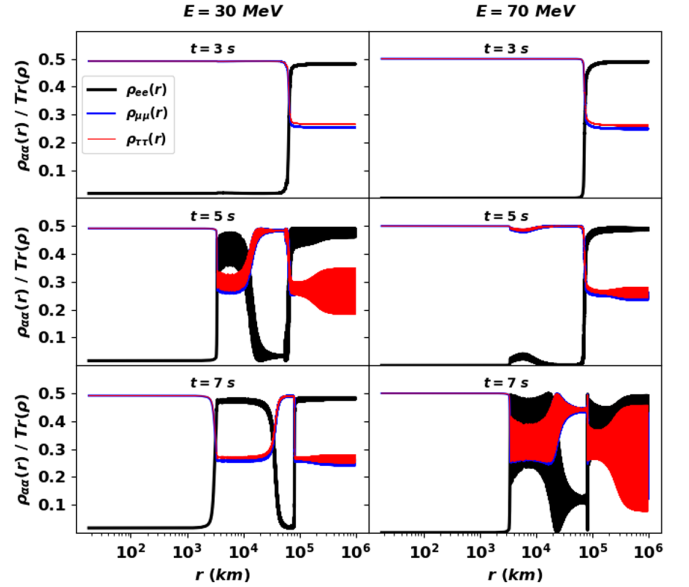 E = 30 MeV E = 70 MeV
t = 3 s t = 3 s
0.5
0.4
0.3
0.2
0.1
ρee(r)
ρμμ(r)
ρττ(r)
ραα(r) / Tr(ρ)
t = 5 s t = 5 s
0.5
0.4
0.3
0.2
0.1
ραα(r) / Tr(ρ)
t = 7 s t = 7 s
0.5
0.4
0.3
0.2
0.1
ραα(r) / Tr(ρ)
10² 10³ 10⁴ 10⁵ 10⁶ 10² 10³ 10⁴ 10⁵ 10⁶
r (km) r (km)